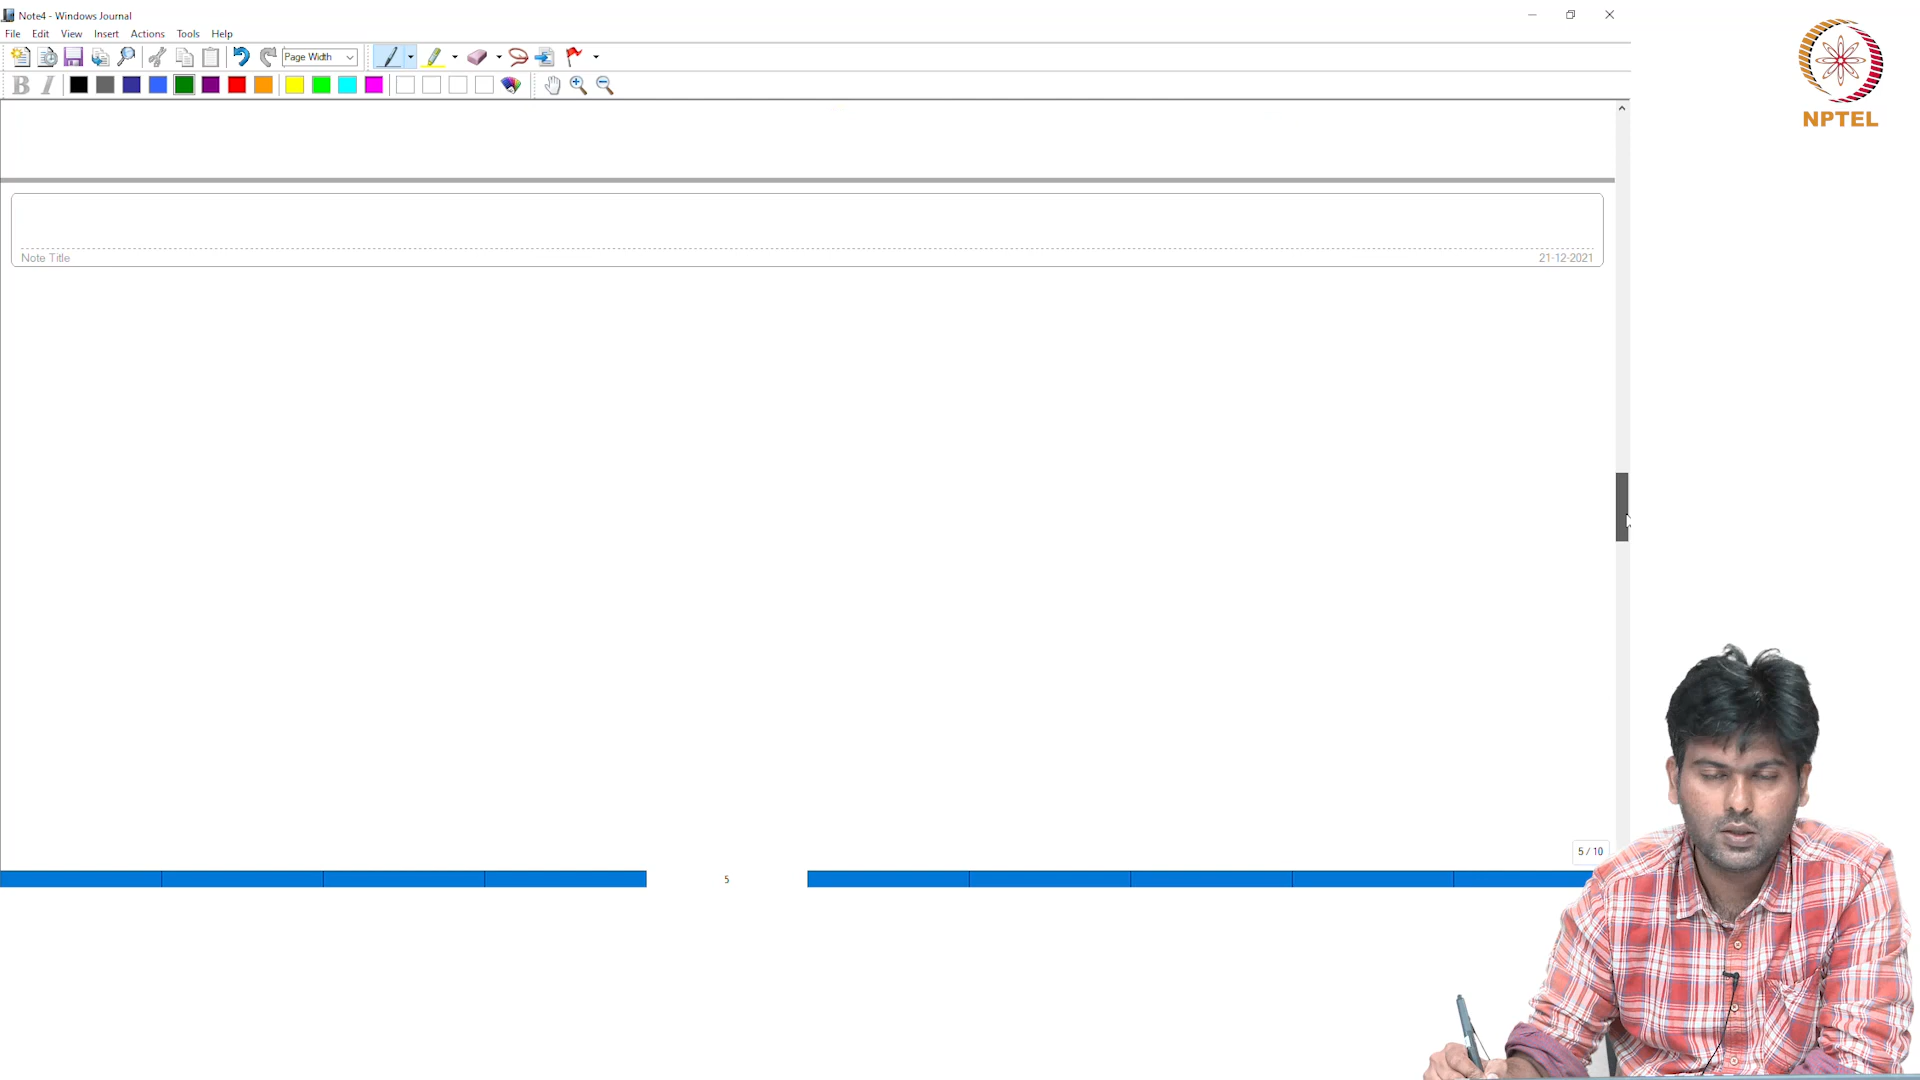 Note4 - Windows Journal
File Edit View Insert Actions Tools Help
Page Width
B I
NPTEL
Note Title 21-12-2021
5 / 10
5